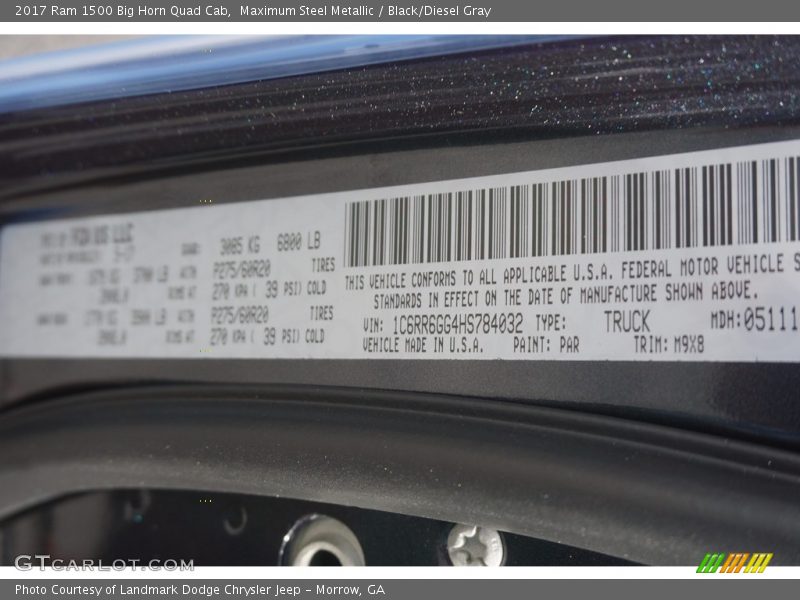 2017 Ram 1500 Big Horn Quad Cab, Maximum Steel Metallic / Black/Diesel Gray
3085 KG 6800 LB
P275/60R20 TIRES
270 KPA ( 39 PSI) COLD
P275/60R20 TIRES
270 KPA ( 39 PSI) COLD
THIS VEHICLE CONFORMS TO ALL APPLICABLE U.S.A. FEDERAL MOTOR VEHICLE S
STANDARDS IN EFFECT ON THE DATE OF MANUFACTURE SHOWN ABOVE.
VIN: 1C6RR6GG4HS784032 TYPE: TRUCK MDH:05111
VEHICLE MADE IN U.S.A. PAINT: PAR TRIM: M9X8
GTcarlot.com
Photo Courtesy of Landmark Dodge Chrysler Jeep - Morrow, GA